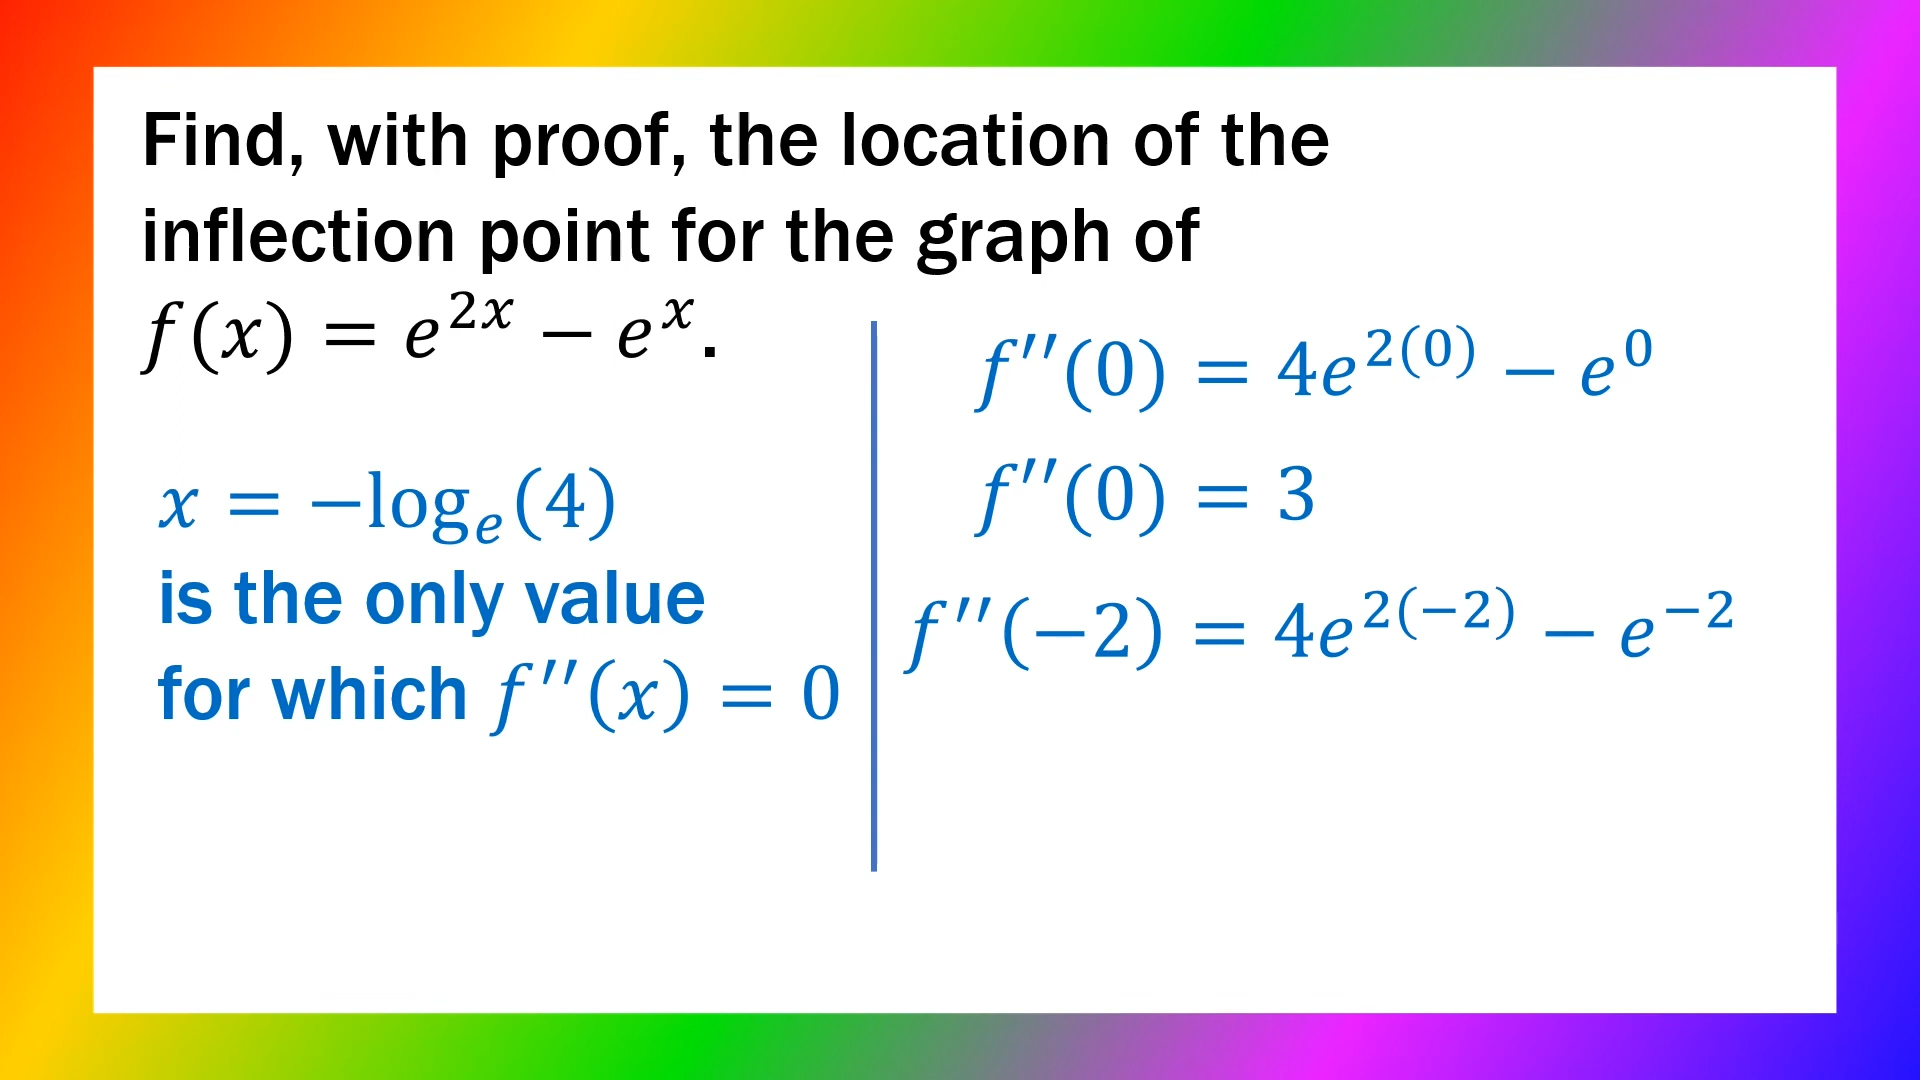 Find, with proof, the location of the
inflection point for the graph of
f(x) = e^{2x} − e^{x}.
x = −log_e(4)
is the only value
for which f′′(x) = 0
f′′(0) = 4e^{2(0)} − e^{0}
f′′(0) = 3
f′′(−2) = 4e^{2(−2)} − e^{−2}